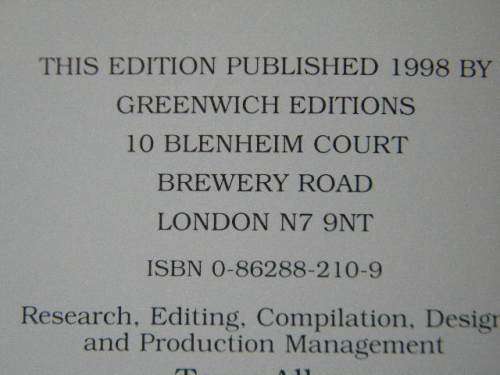 THIS EDITION PUBLISHED 1998 BY
GREENWICH EDITIONS
10 BLENHEIM COURT
BREWERY ROAD
LONDON N7 9NT
ISBN 0-86288-210-9
Research, Editing, Compilation, Design
and Production Management